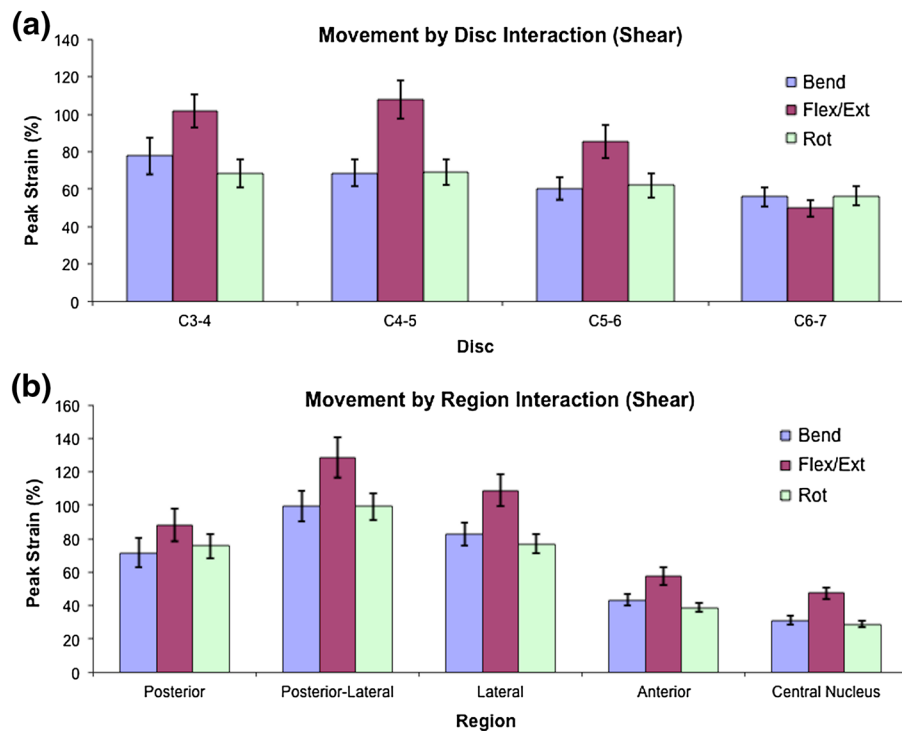 (a)
Movement by Disc Interaction (Shear)
140
120
100
80
60
40
20
0
Peak Strain (%)
Bend
Flex/Ext
Rot
C3-4
C4-5
C5-6
C6-7
Disc
(b)
Movement by Region Interaction (Shear)
160
140
120
100
80
60
40
20
0
Peak Strain (%)
Bend
Flex/Ext
Rot
Posterior
Posterior-Lateral
Lateral
Anterior
Central Nucleus
Region